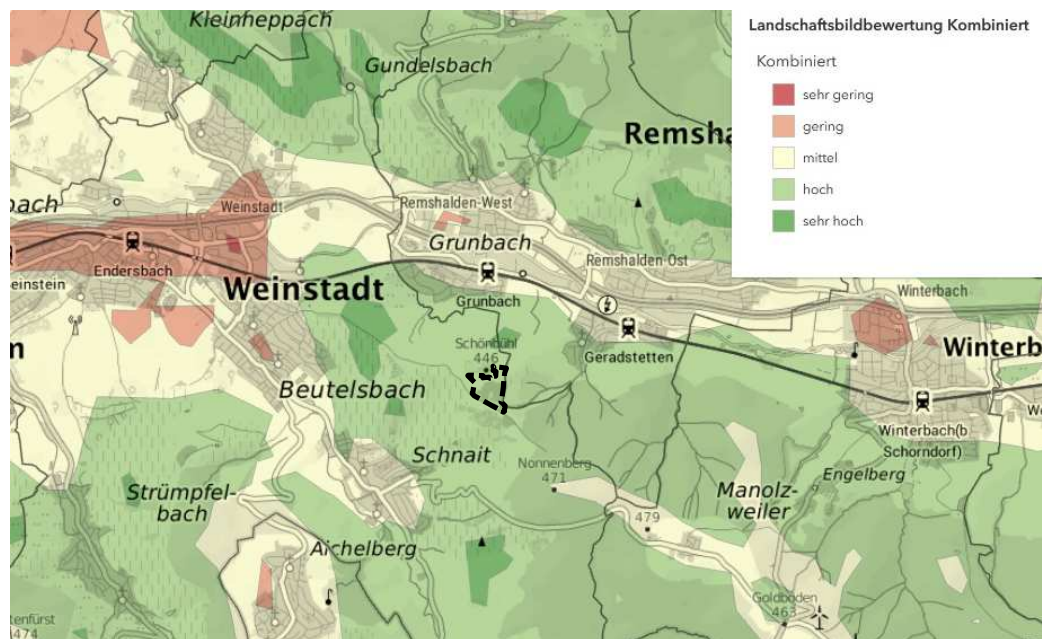 Landschaftsbildbewertung Kombiniert
Kombiniert
sehr gering
gering
mittel
hoch
sehr hoch
Kleinheppach
Gundelsbach
Remsha
bach
Weinstadt
Remshalden-West
Grunbach
Remshalden-Ost
Endersbach
einstein
Weinstadt
Grunbach
Winterbach
Geradstetten
Schönbühl
446
Winterb
Beutelsbach
Winterbach(b
Schorndorf)
Schnait
Nonnenberg
471
Engelberg
Manolz-
weiler
Strümpfel-
bach
479
Aichelberg
Goldboden
463
tenfürst
474